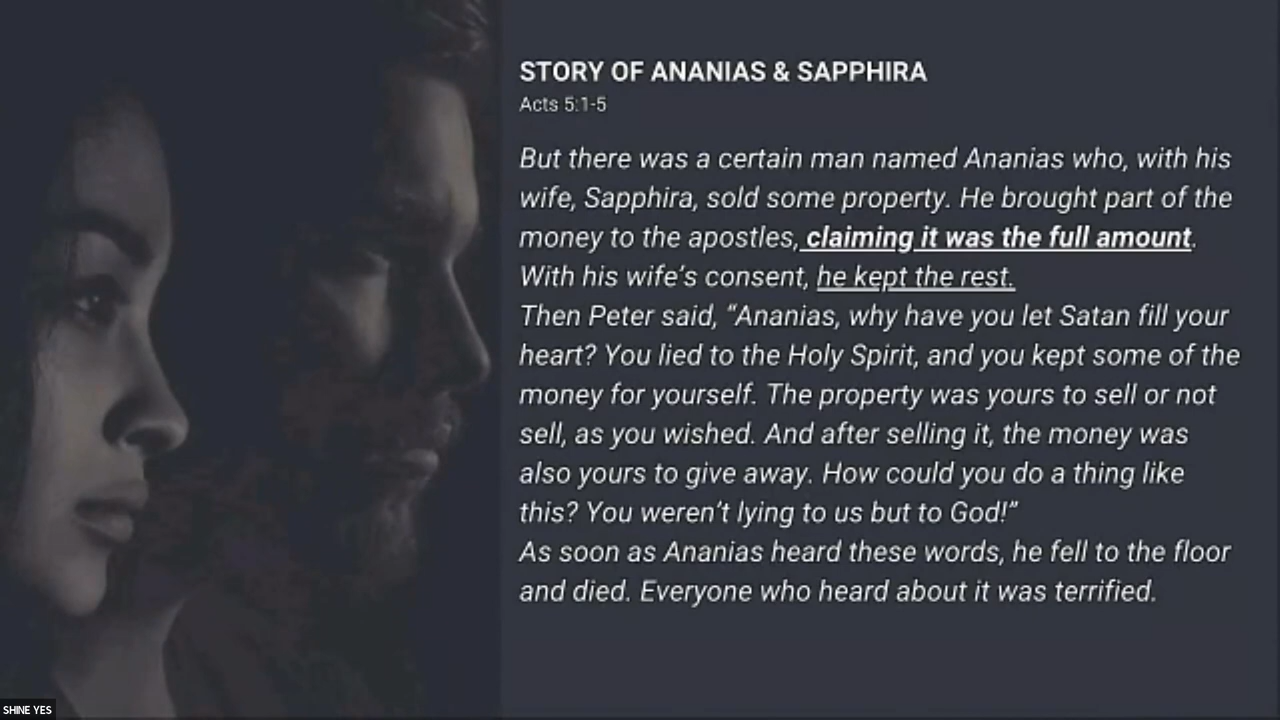 STORY OF ANANIAS & SAPPHIRA
Acts 5:1-5
But there was a certain man named Ananias who, with his
wife, Sapphira, sold some property. He brought part of the
money to the apostles, claiming it was the full amount.
With his wife’s consent, he kept the rest.
Then Peter said, “Ananias, why have you let Satan fill your
heart? You lied to the Holy Spirit, and you kept some of the
money for yourself. The property was yours to sell or not
sell, as you wished. And after selling it, the money was
also yours to give away. How could you do a thing like
this? You weren’t lying to us but to God!”
As soon as Ananias heard these words, he fell to the floor
and died. Everyone who heard about it was terrified.
SHINE YES